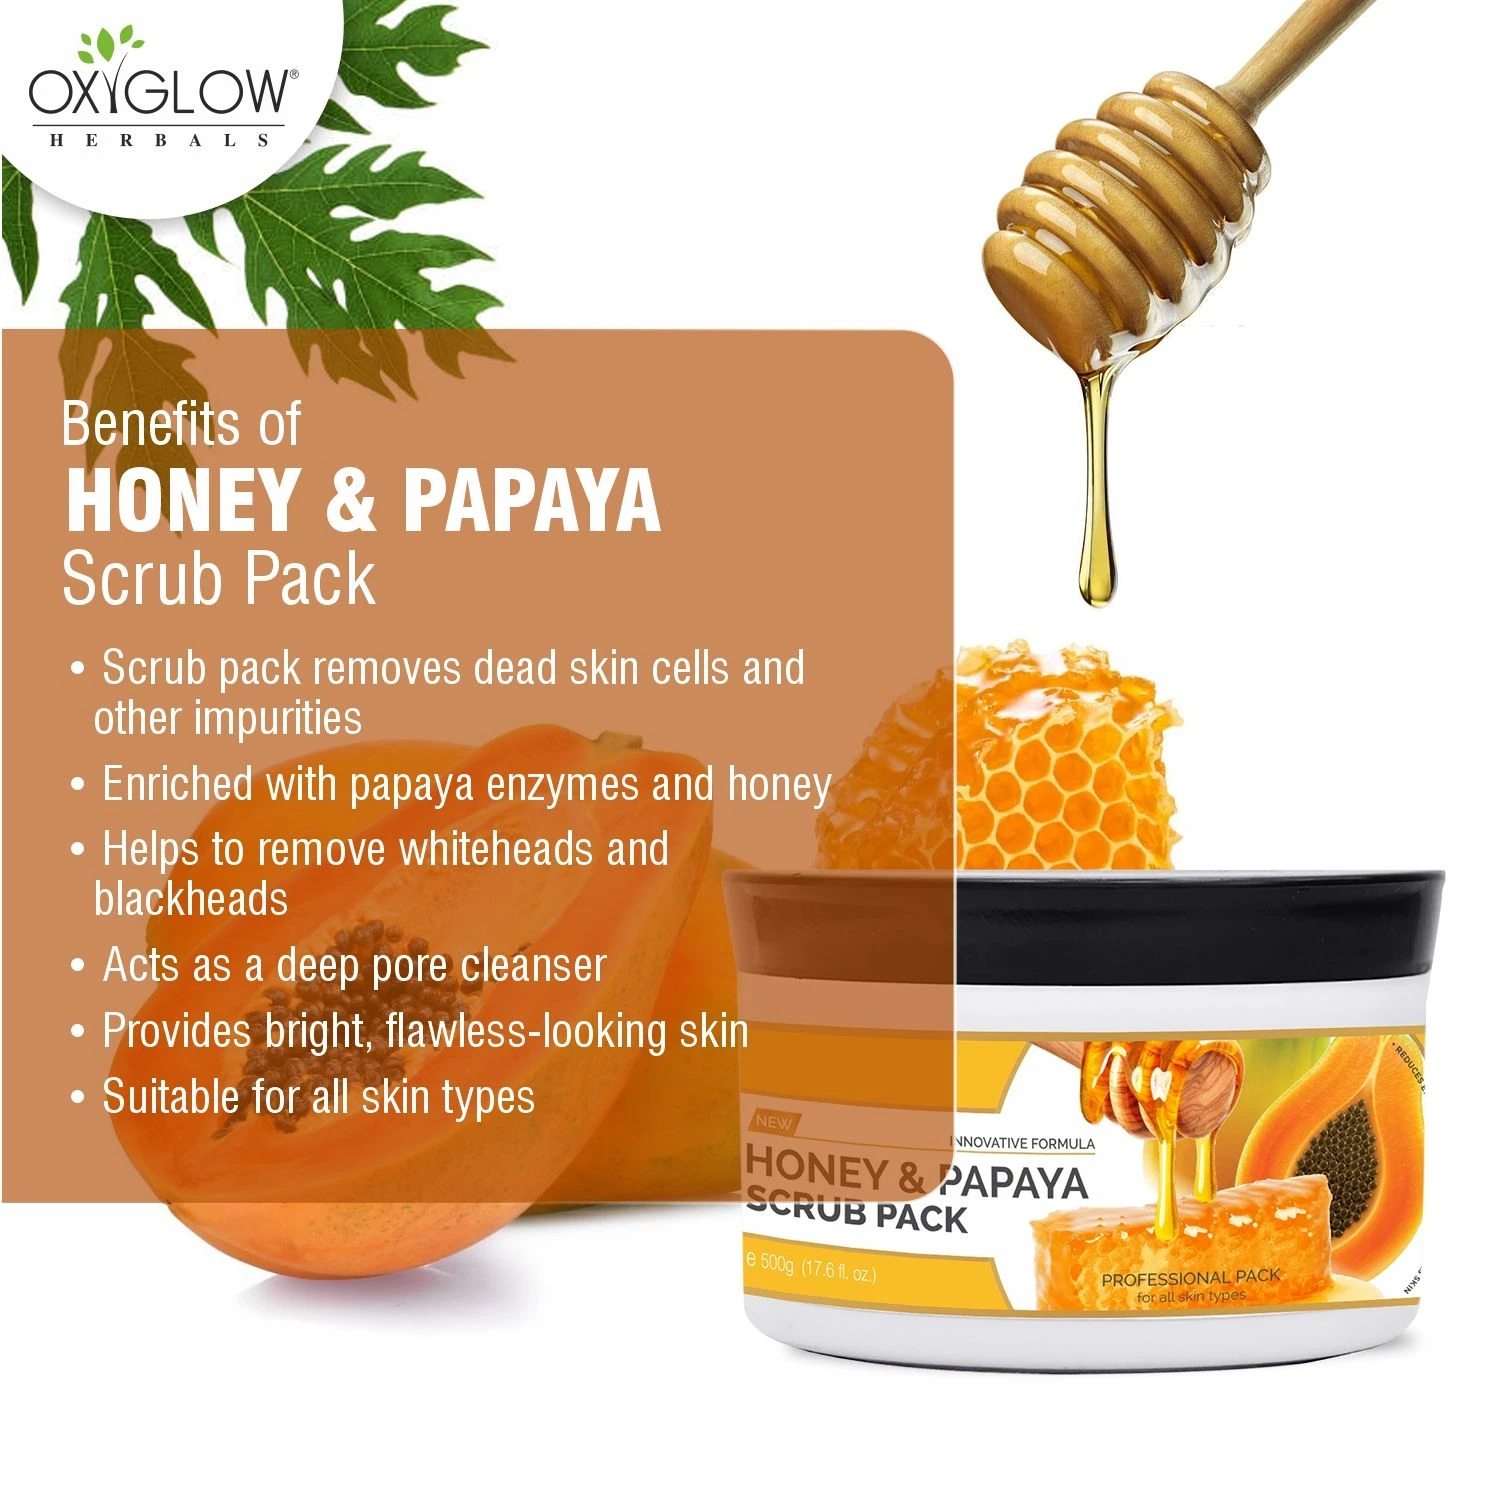 OXYGLOW®
HERBALS
Benefits of
HONEY & PAPAYA
Scrub Pack
• Scrub pack removes dead skin cells and
other impurities
• Enriched with papaya enzymes and honey
• Helps to remove whiteheads and
blackheads
• Acts as a deep pore cleanser
• Provides bright, flawless-looking skin
• Suitable for all skin types
NEW
INNOVATIVE FORMULA
HONEY & PAPAYA
SCRUB PACK
e 500g (17.6 fl. oz.)
PROFESSIONAL PACK
for all skin types
• REDUCES
SKIN